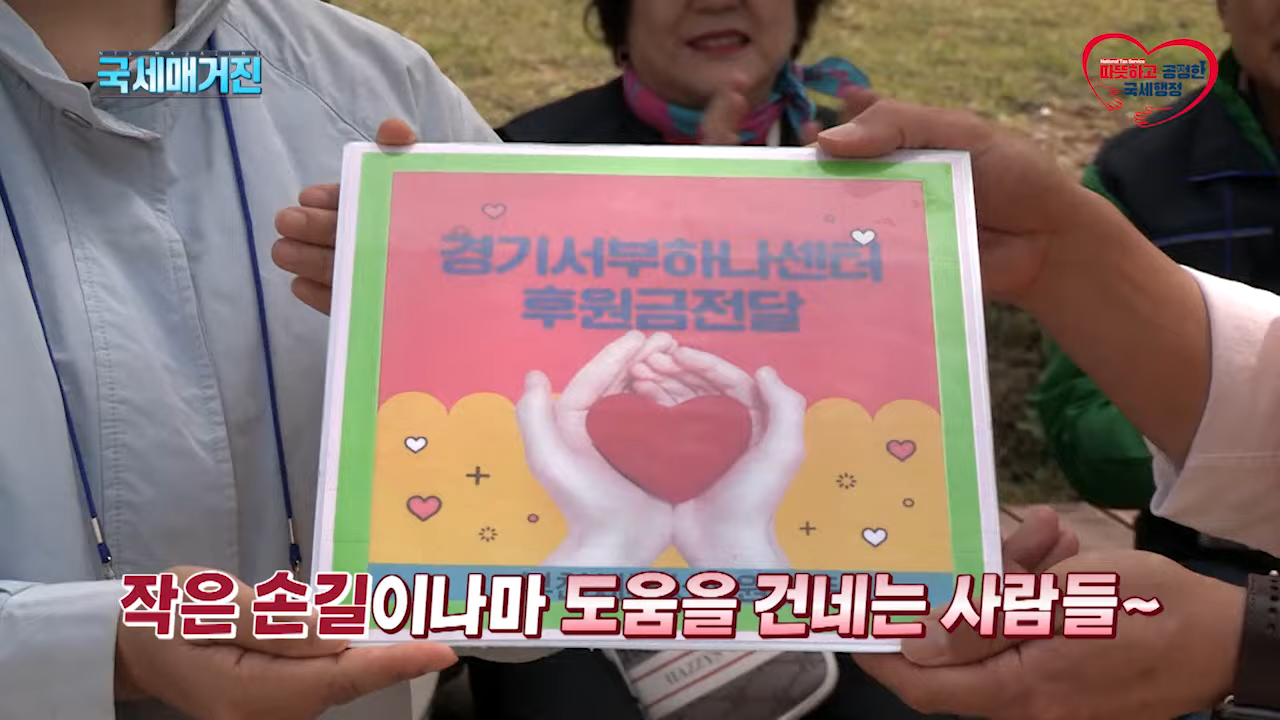 국세매거진
National Tax Service
따뜻하고 공정한
국세행정
경기서부하나센터
후원금전달
작은 손길이나마 도움을 건네는 사람들~